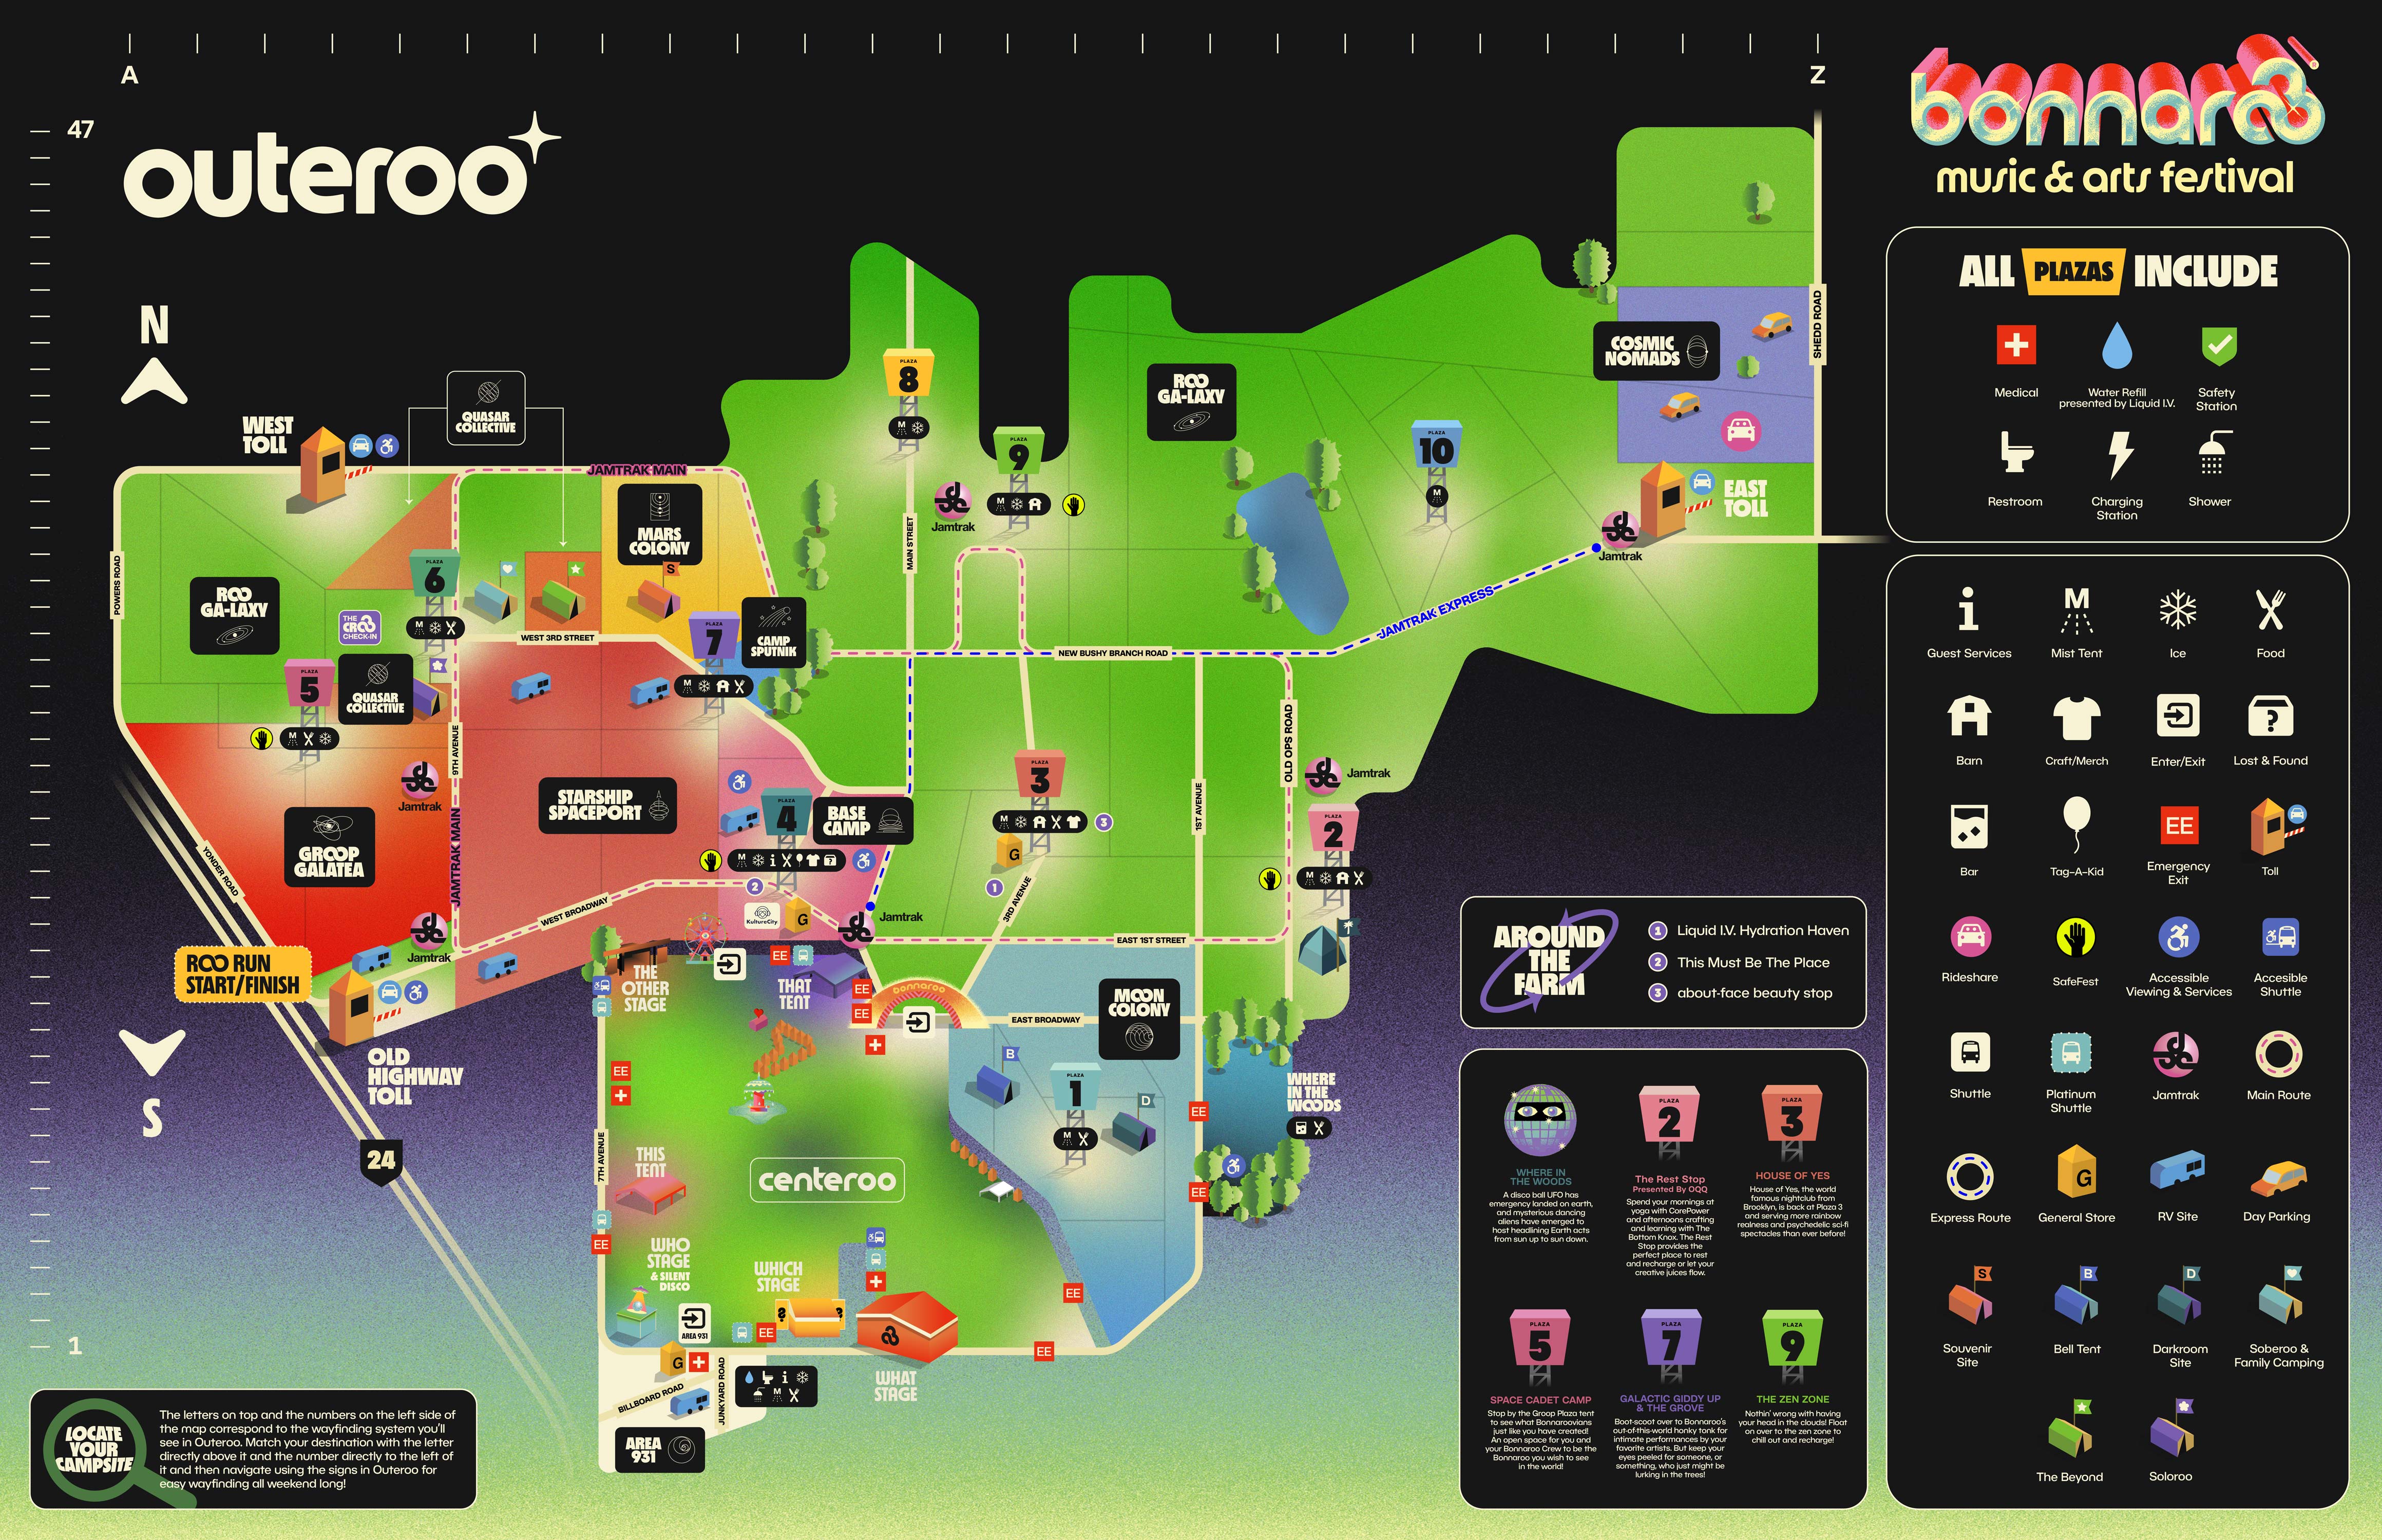 A
Z
47
outeroo
bonnaroo
music & arts festival
N
WEST
TOLL
QUASAR
COLLECTIVE
JAMTRAK MAIN
MARS
COLONY
POWERS ROAD
ROO
GA-LAXY
PLAZA
6
M
THE
CROO
CHECK-IN
S
WEST 3RD STREET
PLAZA
7
M
CAMP
SPUTNIK
PLAZA
5
M
QUASAR
COLLECTIVE
9TH AVENUE
Jamtrak
GROOP
GALATEA
JAMTRAK MAIN
YONDER ROAD
STARSHIP
SPACEPORT
WEST BROADWAY
PLAZA
8
M
MAIN STREET
PLAZA
9
M
Jamtrak
ROO
GA-LAXY
PLAZA
10
M
COSMIC
NOMADS
SHEDD ROAD
EAST
TOLL
Jamtrak
JAMTRAK EXPRESS
NEW BUSHY BRANCH ROAD
OLD OPS ROAD
1ST AVENUE
PLAZA
3
M
3
G
1
3RD AVENUE
PLAZA
4
M
i
?
BASE
CAMP
2
KultureCity
G
Jamtrak
Jamtrak
PLAZA
2
M
EAST 1ST STREET
ROO RUN
START/FINISH
Jamtrak
OLD
HIGHWAY
TOLL
S
24
THE
OTHER
STAGE
EE
THAT
TENT
EE
EE
bonnaroo
EAST BROADWAY
MOON
COLONY
B
PLAZA
1
M
D
EE
EE
WHERE
IN THE
WOODS
EE
7TH AVENUE
THIS
TENT
EE
centeroo
WHO
STAGE
& SILENT
DISCO
WHICH
STAGE
AREA 931
EE
EE
EE
WHAT
STAGE
G
BILLBOARD ROAD
JUNKYARD ROAD
i
M
AREA
931
1
LOCATE
YOUR
CAMPSITE
The letters on top and the numbers on the left side of
the map correspond to the wayfinding system you'll
see in Outeroo. Match your destination with the letter
directly above it and the number directly to the left of
it and then navigate using the signs in Outeroo for
easy wayfinding all weekend long!
AROUND
THE
FARM
1 Liquid I.V. Hydration Haven
2 This Must Be The Place
3 about-face beauty stop
WHERE IN
THE WOODS
A disco ball UFO has
emergency landed on earth,
and mysterious dancing
aliens have emerged to
host headlining Earth acts
from sun up to sun down.
PLAZA
2
The Rest Stop
Presented By OQQ
Spend your mornings at
yoga with CorePower
and afternoons crafting
and learning with The
Bottom Knox. The Rest
Stop provides the
perfect place to rest
and recharge or let your
creative juices flow.
PLAZA
3
HOUSE OF YES
House of Yes, the world
famous nightclub from
Brooklyn, is back at Plaza 3
and serving more rainbow
realness and psychedelic sci-fi
spectacles than ever before!
PLAZA
5
SPACE CADET CAMP
Stop by the Groop Plaza tent
to see what Bonnaroovians
just like you have created!
An open space for you and
your Bonnaroo Crew to be the
Bonnaroo you wish to see
in the world!
PLAZA
7
GALACTIC GIDDY UP
& THE GROVE
Boot-scoot over to Bonnaroo's
out-of-this-world honky tonk for
intimate performances by your
favorite artists. But keep your
eyes peeled for someone, or
something, who just might be
lurking in the trees!
PLAZA
9
THE ZEN ZONE
Nothin' wrong with having
your head in the clouds! Float
on over to the zen zone to
chill out and recharge!
ALL PLAZAS INCLUDE
Medical
Water Refill
presented by Liquid I.V.
Safety
Station
Restroom
Charging
Station
Shower
i
M
Guest Services
Mist Tent
Ice
Food
?
Barn
Craft/Merch
Enter/Exit
Lost & Found
EE
Bar
Tag-A-Kid
Emergency
Exit
Toll
Rideshare
SafeFest
Accessible
Viewing & Services
Accesible
Shuttle
Shuttle
Platinum
Shuttle
Jamtrak
Main Route
G
Express Route
General Store
RV Site
Day Parking
S
B
D
Souvenir
Site
Bell Tent
Darkroom
Site
Soberoo &
Family Camping
The Beyond
Soloroo